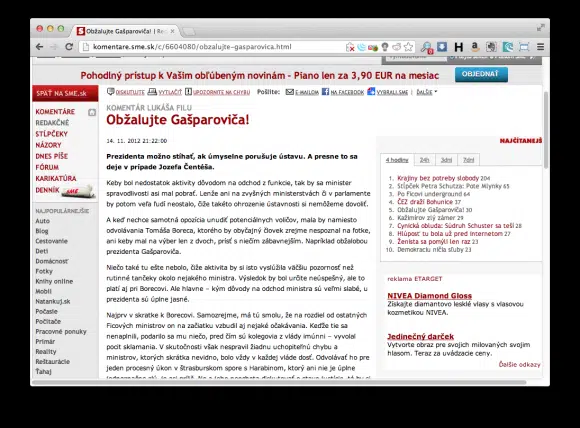 Obžalujte Gašparoviča! | Re
komentare.sme.sk/c/6604080/obzalujte-gasparovica.html
Pohodlný prístup k Vašim obľúbeným novinám - Piano len za 3,90 EUR na mesiac
OBJEDNAŤ
SPÄŤ NA SME.sk
KOMENTÁRE
REDAKČNÉ
STĹPČEKY
NÁZORY
DNES PÍŠE
FÓRUM
KARIKATÚRA
DENNÍK
NAJPOPULÁRNEJŠIE
Auto
Blog
Cestovanie
Deti
Domácnosť
Fotky
Knihy online
Mobil
Natankuj.sk
Počasie
Počítače
Pracovné ponuky
Primár
Reality
Reštaurácie
Ťahaj
DISKUTUJTE VYTLAČIŤ UPOZORNITE NA CHYBU Pošlite: E-MAILOM NA FACEBOOK VYBRALI SME | ĎALŠIE
KOMENTÁR LUKÁŠA FILU
Obžalujte Gašparoviča!
14. 11. 2012 21:22:00
Prezidenta možno stíhať, ak úmyselne porušuje ústavu. A presne to sa
deje v prípade Jozefa Čentéša.
Keby bol nedostatok aktivity dôvodom na odchod z funkcie, tak by sa minister
spravodlivosti asi mal pobrať. Lenže ani na zvyšných ministerstvách či v parlamente
by potom veľa ľudí neostalo, čiže takéto ohrozenie ústavnosti si nemôžeme dovoliť.
A keď nechce samotná opozícia unudiť potenciálnych voličov, mala by namiesto
odvolávania Tomáša Boreca, ktorého by obyčajný človek zrejme nespoznal na fotke,
ani keby mal na výber len z dvoch, prísť s niečím zábavnejším. Napríklad obžalobou
prezidenta Gašparoviča.
Niečo také tu ešte nebolo, čiže aktivita by si isto vyslúžila väčšiu pozornosť než
rutinné tančeky okolo nejakého ministra. Výsledok by bol určite neúspešný, ale to
platí aj pri Borecovi. Ale hlavne – kým dôvody na odchod ministra sú veľmi slabé, u
prezidenta sú úplne jasné.
Najprv v skratke k Borecovi. Samozrejme, má tú smolu, že na rozdiel od ostatných
Ficových ministrov on na začiatku vzbudil aj nejaké očakávania. Keďže tie sa
nenaplnili, podarilo sa mu niečo, pred čím sú kolegovia z vlády imúnni – vyvolal
pocit sklamania. V skutočnosti však nespravil žiadnu uchopiteľnú chybu a
ministrov, ktorých skrátka nevidno, bolo vždy v každej vláde dosť. Odvolávať ho pre
jeden procesný úkon v štrasburskom spore s Harabinom, ktorý ani nie je úplne
NAJČÍTANEJŠ
4 hodiny 24h 3dni 7dni
1. Krajiny bez potreby slobody 204
2. Stĺpček Petra Schutza: Pote Mlynky 65
3. Po Ficovi underground 64
4. ČEZ draží Bohunice 37
5. Obžalujte Gašparoviča! 30
6. Kažimírov zlý zámer 29
7. Cynická obluda: Súdruh Schuster sa teší 28
8. Hlúposť tu bola už pred internetom 27
9. Ženista sa pomýlil len raz 23
10. Demokraciu ničia sľuby 23
reklama ETARGET
NIVEA Diamond Gloss
Získajte diamantovo lesklé vlasy s vlasovou
kozmetikou NIVEA.
Jedinečný darček
Vytvorte obraz pre svojich milovaných svojim
hlasom. Teraz za uvádzacie ceny.
Ďalšie odkazy